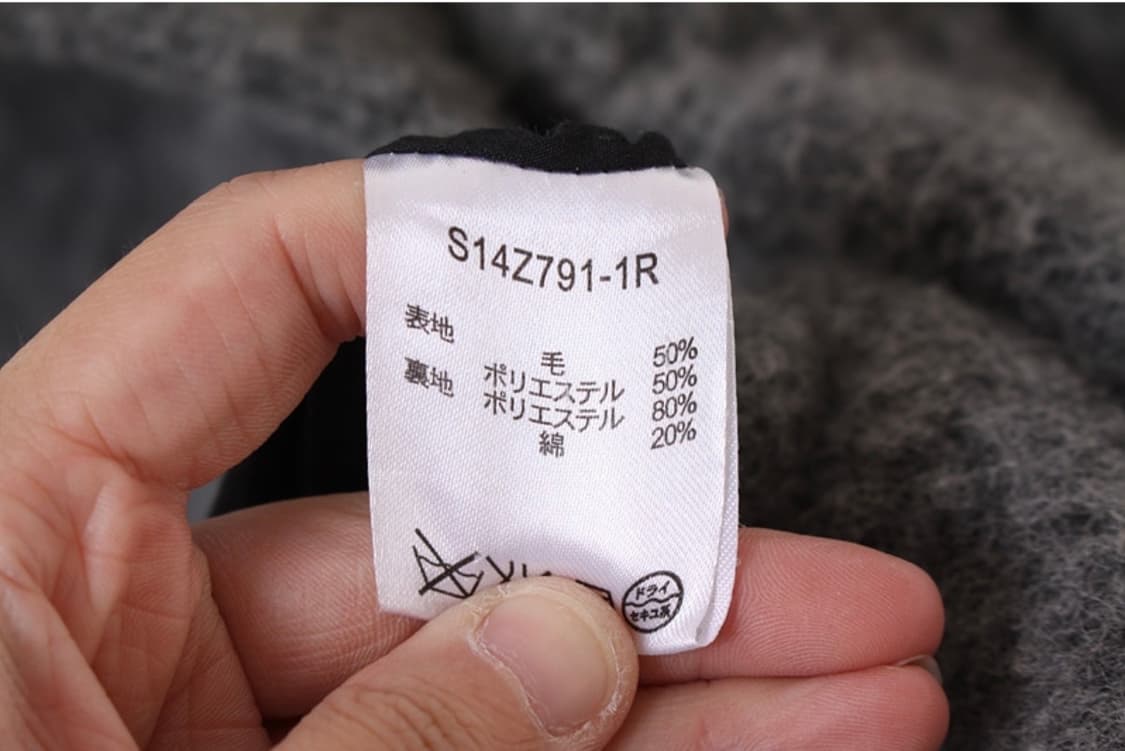 S14Z791-1R
表地
毛 50%
ポリエステル 50%
裏地 ポリエステル 80%
綿 20%
ドライ
セキユ系